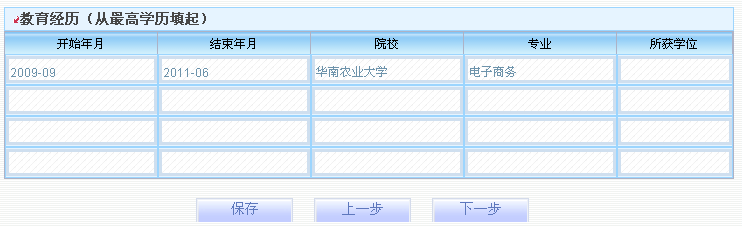 教育经历（从最高学历填起）
开始年月 结束年月 院校 专业 所获学位
2009-09 2011-06 华南农业大学 电子商务
保存 上一步 下一步